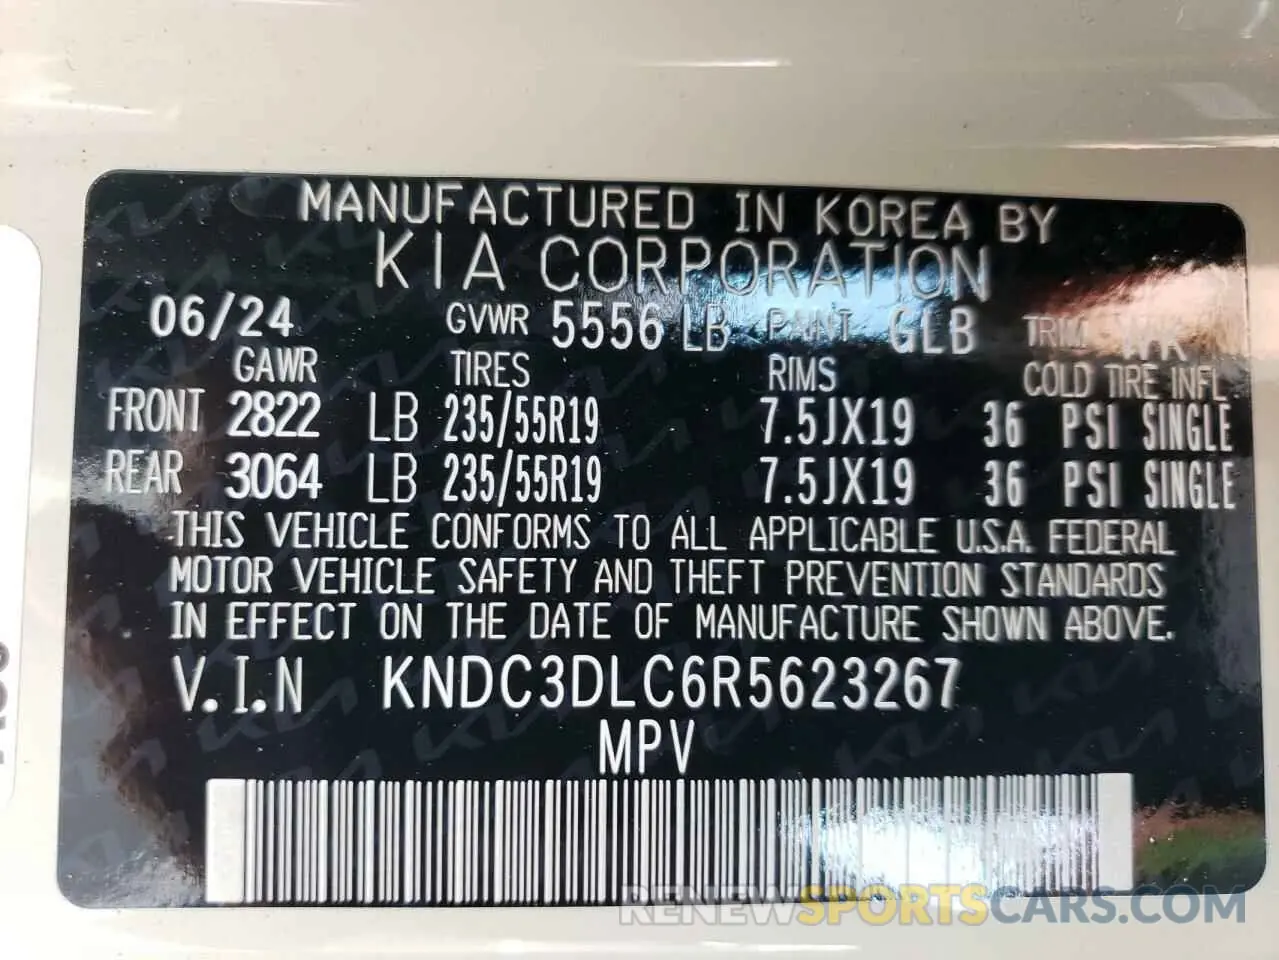 MANUFACTURED IN KOREA BY
KIA CORPORATION
06/24 GVWR 5556 LB PAINT GLB TRIM WK
GAWR TIRES RIMS COLD TIRE INFL
FRONT 2822 LB 235/55R19 7.5JX19 36 PSI SINGLE
REAR 3064 LB 235/55R19 7.5JX19 36 PSI SINGLE
THIS VEHICLE CONFORMS TO ALL APPLICABLE U.S.A. FEDERAL
MOTOR VEHICLE SAFETY AND THEFT PREVENTION STANDARDS
IN EFFECT ON THE DATE OF MANUFACTURE SHOWN ABOVE.
V.I.N KNDC3DLC6R5623267
MPV
RENEWSPORTSCARS.COM